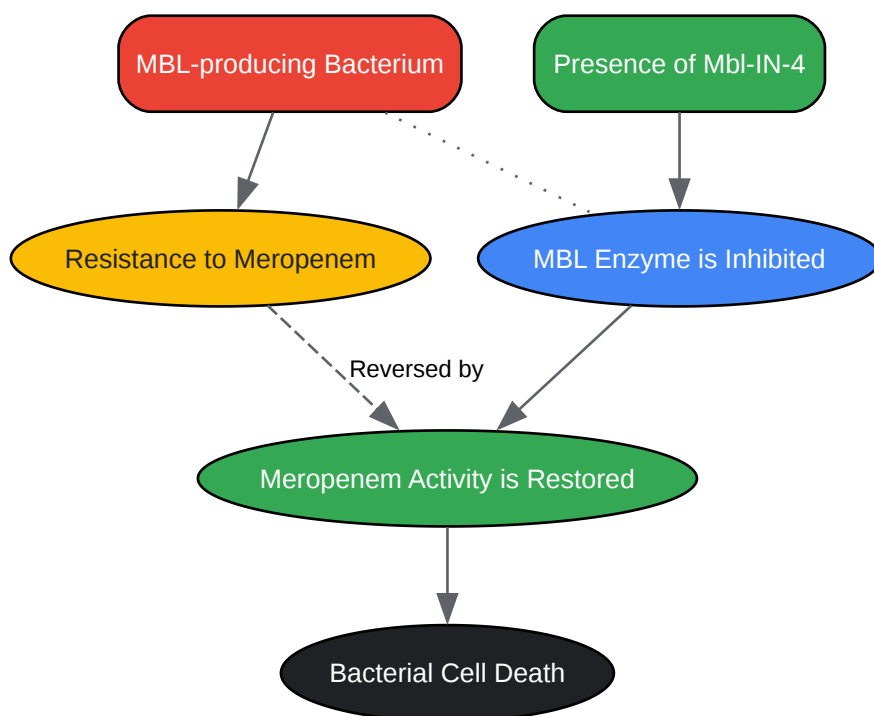 MBL-producing Bacterium
Presence of Mbl-IN-4
Resistance to Meropenem
MBL Enzyme is Inhibited
Reversed by
Meropenem Activity is Restored
Bacterial Cell Death